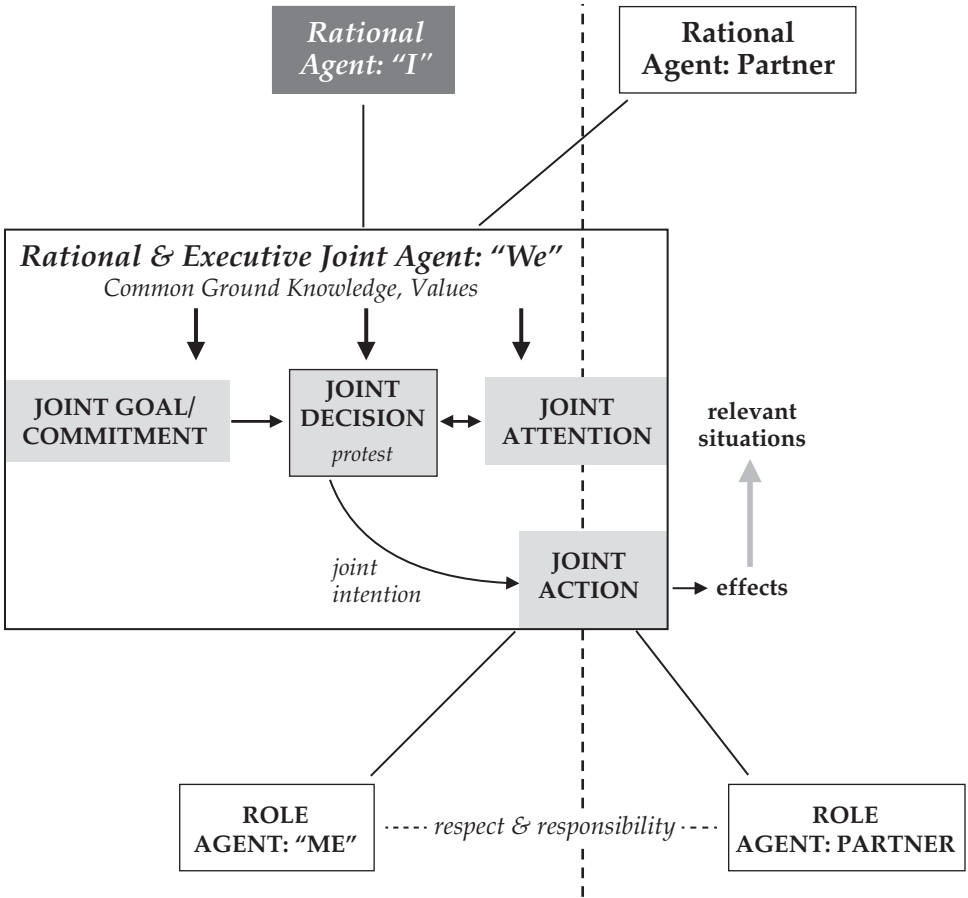 Rational
Agent: “I”
Rational
Agent: Partner
Rational & Executive Joint Agent: “We”
Common Ground Knowledge, Values
JOINT GOAL/
COMMITMENT
JOINT
DECISION
protest
JOINT
ATTENTION
relevant
situations
joint
intention
JOINT
ACTION
effects
ROLE
AGENT: “ME”
respect & responsibility
ROLE
AGENT: PARTNER